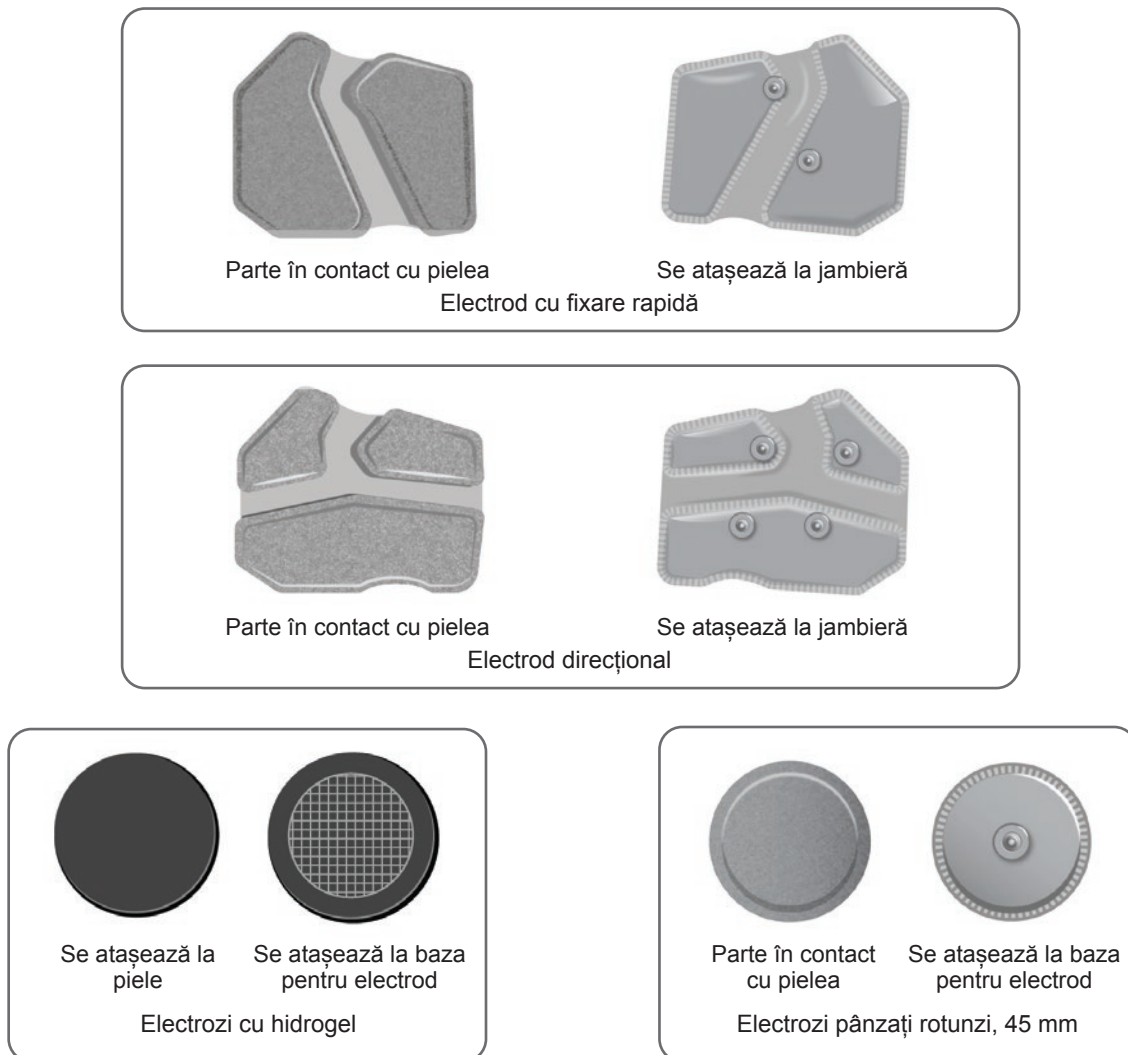 Parte în contact cu pielea
Se atașează la jambieră
Electrod cu fixare rapidă
Parte în contact cu pielea
Se atașează la jambieră
Electrod direcțional
Se atașează la
piele
Se atașează la baza
pentru electrod
Electrozi cu hidrogel
Parte în contact
cu pielea
Se atașează la baza
pentru electrod
Electrozi pânzați rotunzi, 45 mm